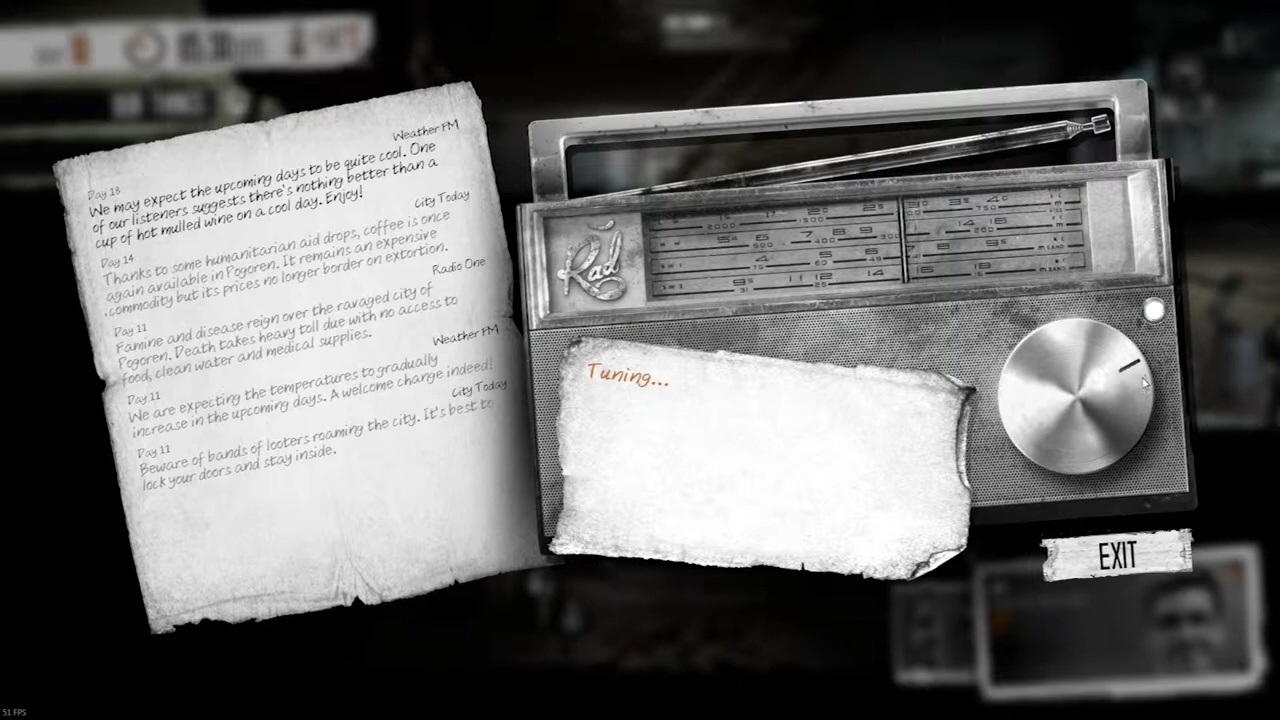 Weather FM
Day 18
We may expect the upcoming days to be quite cool. One
of our listeners suggests there's nothing better than a
cup of hot mulled wine on a cool day. Enjoy!
City Today
Day 14
Thanks to some humanitarian aid drops, coffee is once
again available in Pogoren. It remains an expensive
commodity but its prices no longer border on extortion.
Radio One
Day 11
Famine and disease reign over the ravaged city of
Pogoren. Death takes heavy toll due with no access to
food, clean water and medical supplies.
Weather FM
Day 11
We are expecting the temperatures to gradually
increase in the upcoming days. A welcome change indeed!
City Today
Day 11
Beware of bands of looters roaming the city. It's best to
lock your doors and stay inside.
Rad
Tuning...
EXIT
51 FPS